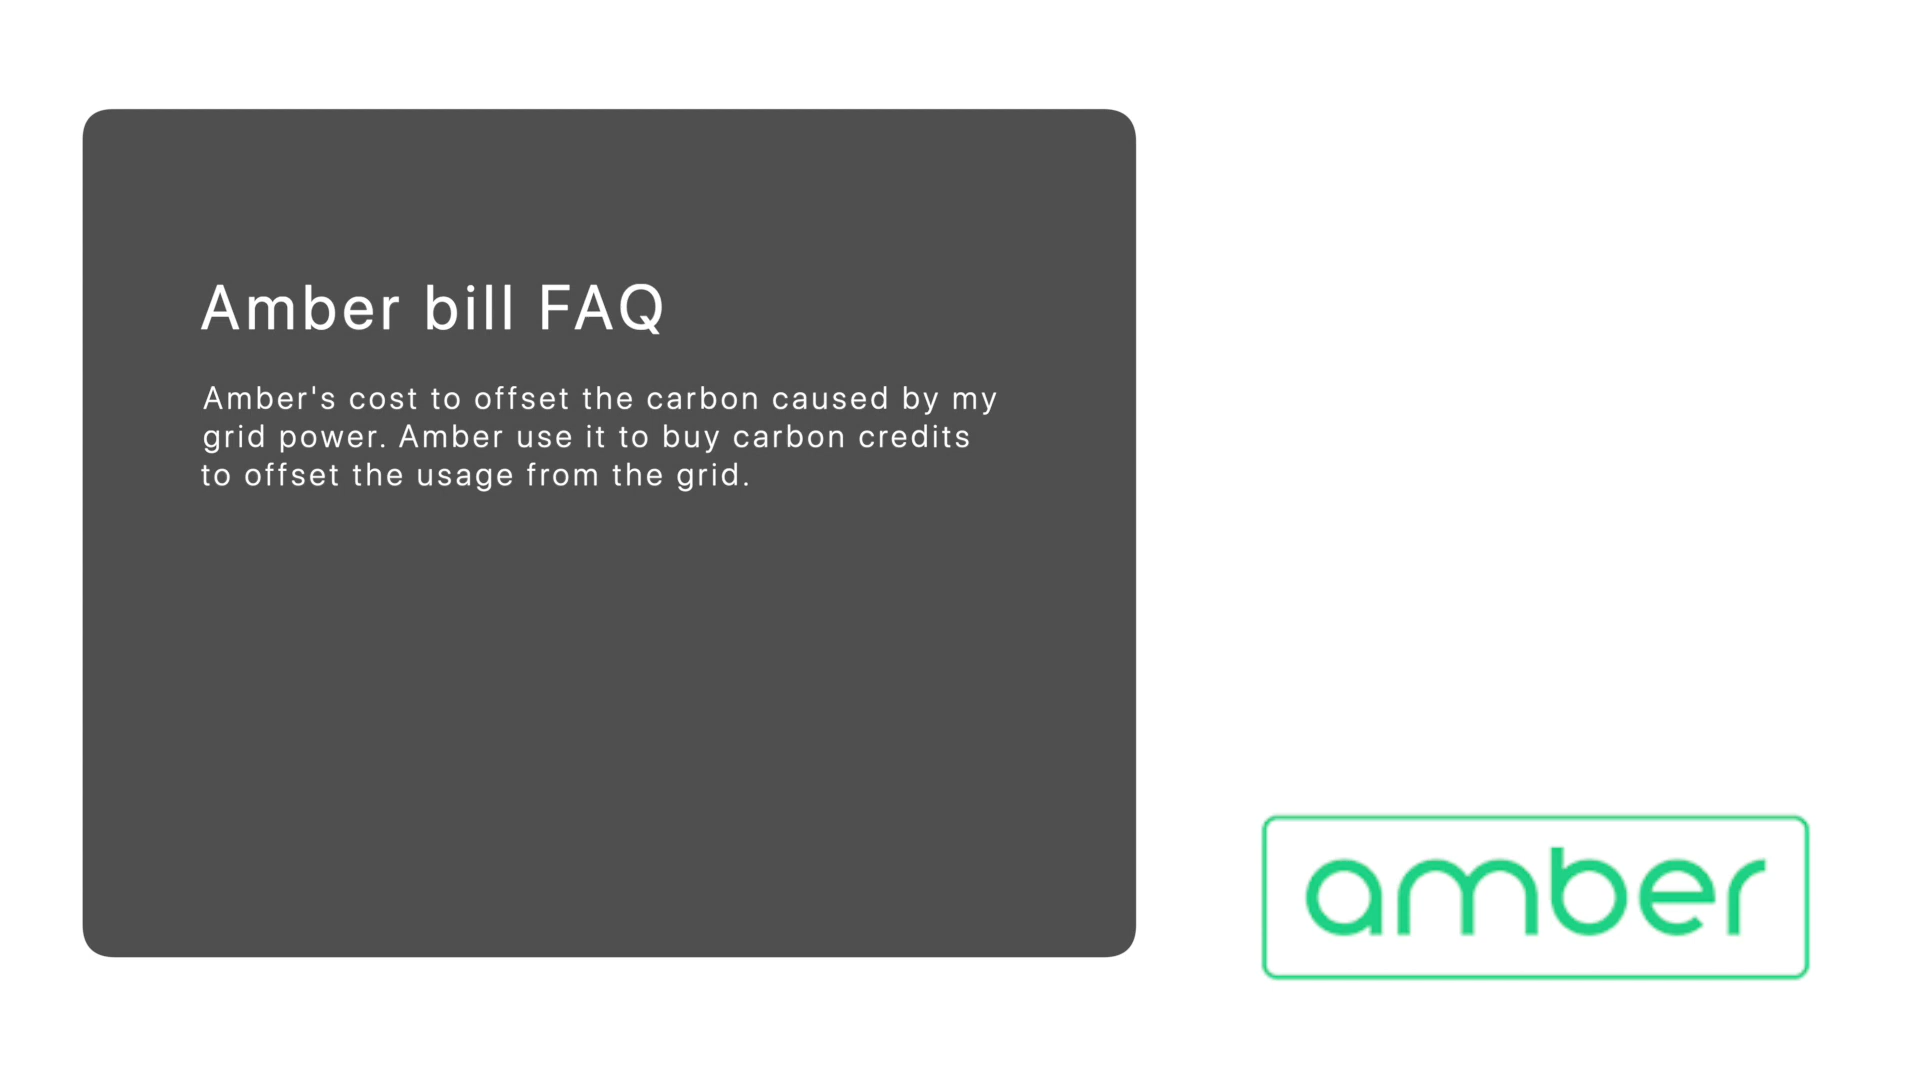 Amber bill FAQ
Amber's cost to offset the carbon caused by my
grid power. Amber use it to buy carbon credits
to offset the usage from the grid.
amber